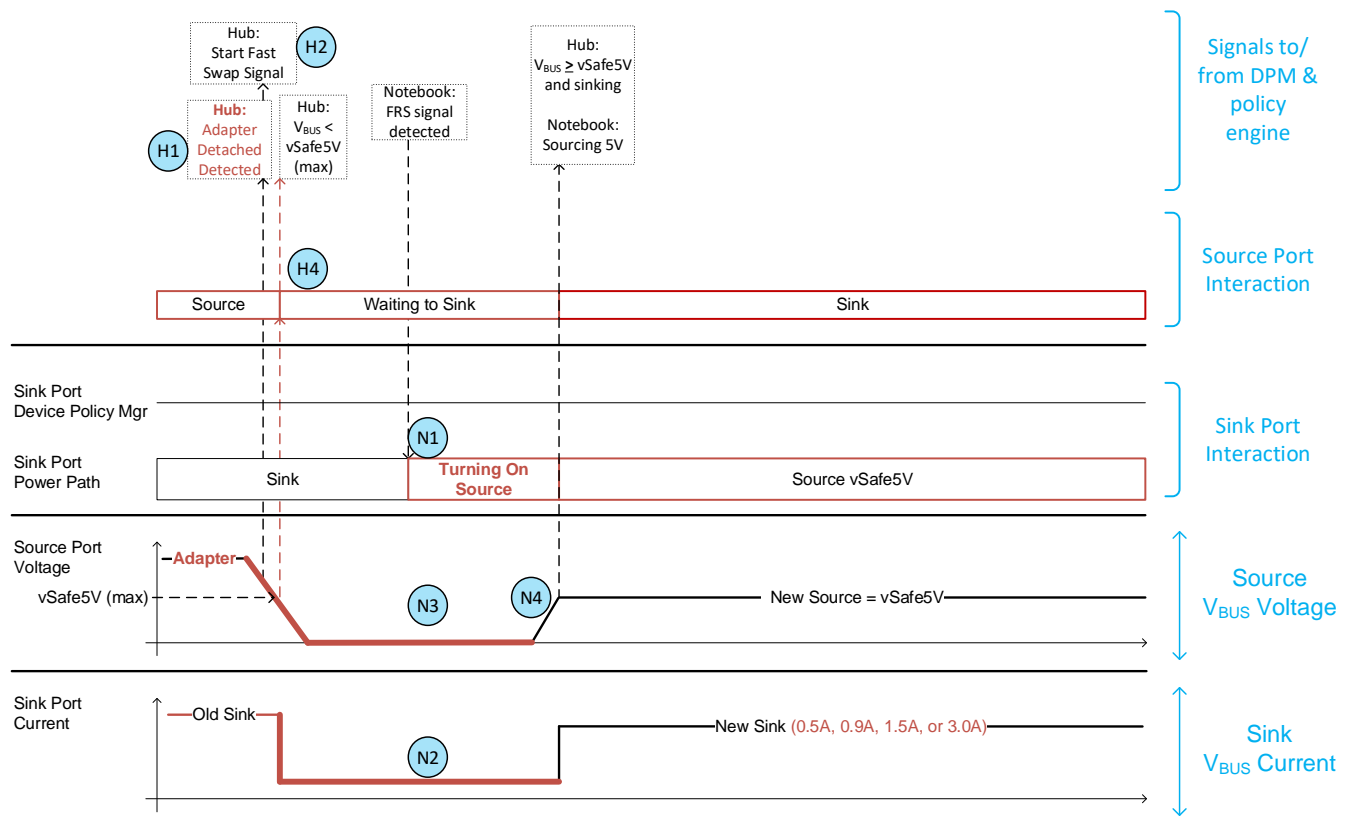 Hub:
Start Fast
Swap Signal
H2
Hub:
Adapter
Detached
Detected
H1
Hub:
VBUS <
vSafe5V
(max)
Notebook:
FRS signal
detected
Hub:
VBUS ≥ vSafe5V
and sinking
Notebook:
Sourcing 5V
Signals to/
from DPM &
policy
engine
H4
Source
Waiting to Sink
Sink
Source Port
Interaction
Sink Port
Device Policy Mgr
N1
Sink Port
Power Path
Sink
Turning On
Source
Source vSafe5V
Sink Port
Interaction
Source Port
Voltage
Adapter
vSafe5V (max)
N3
N4
New Source = vSafe5V
Source
VBUS Voltage
Sink Port
Current
Old Sink
N2
New Sink (0.5A, 0.9A, 1.5A, or 3.0A)
Sink
VBUS Current